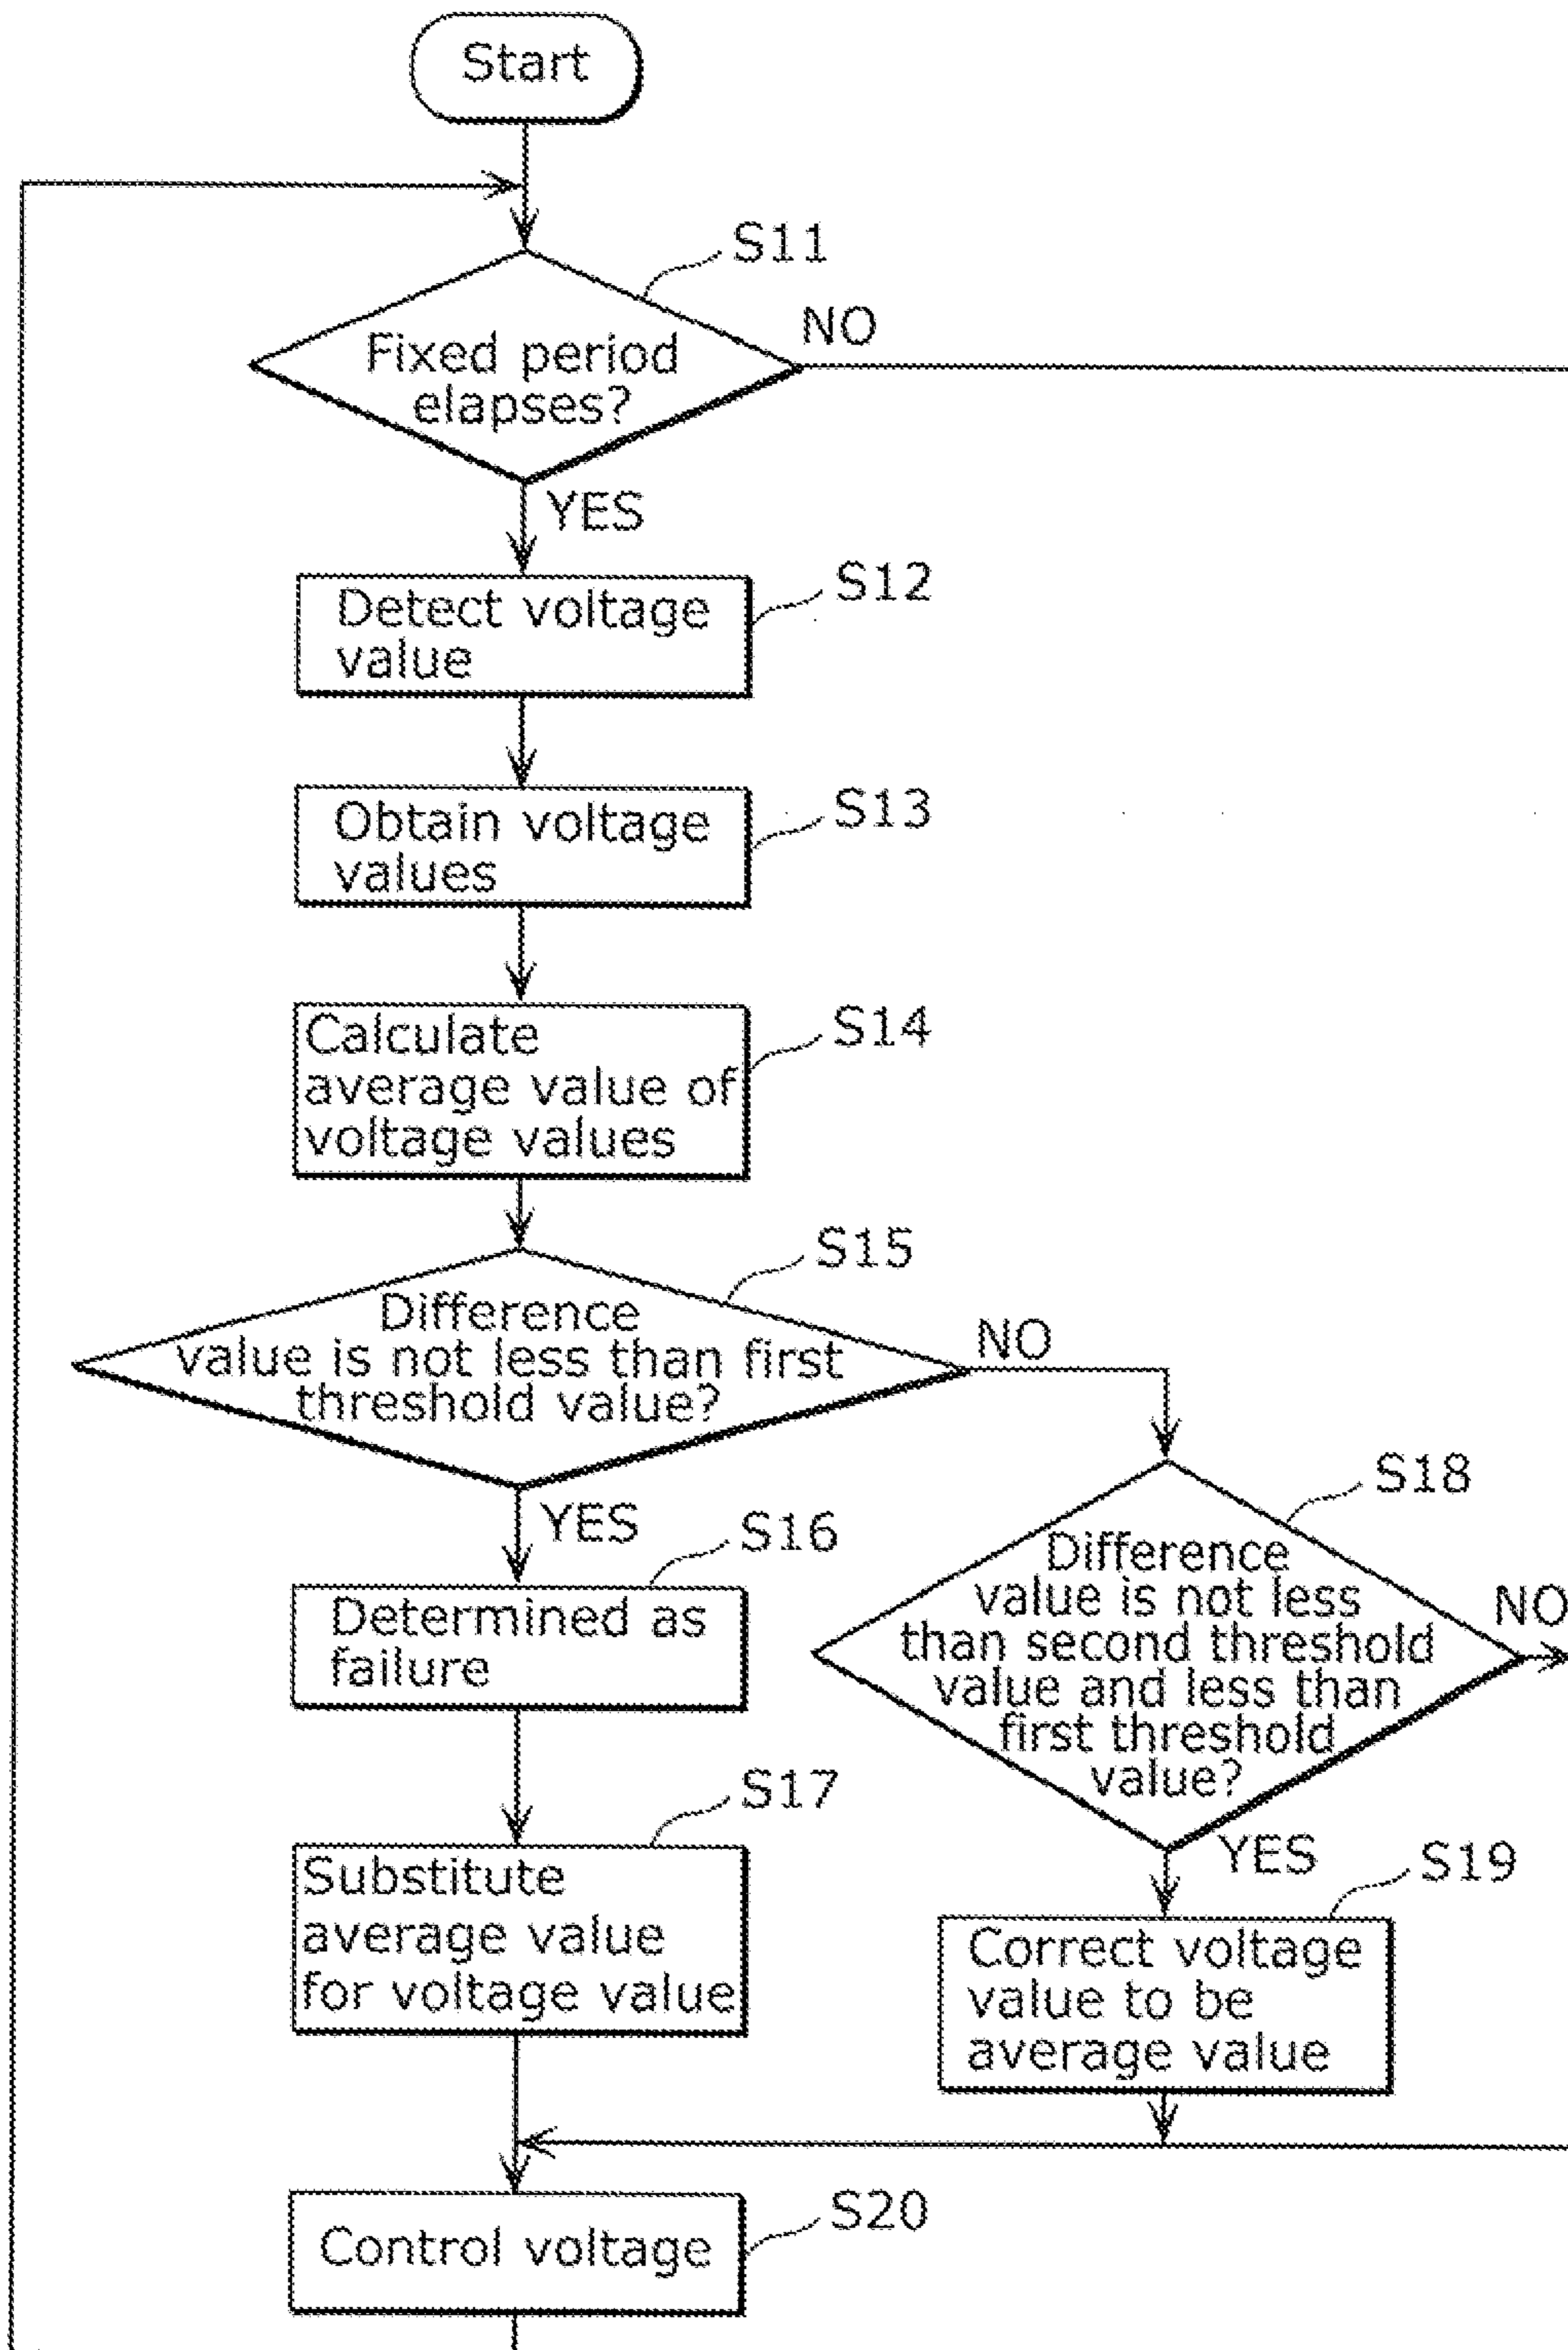 Start
S11
NO
Fixed period
elapses?
YES
S12
Detect voltage
value
S13
Obtain voltage
values
S14
Calculate
average value of
voltage values
S15
Difference
value is not less than first
threshold value?
NO
YES
S16
Determined as
failure
S17
Substitute
average value
for voltage value
S18
Difference
value is not less
than second threshold
value and less than
first threshold
value?
NO
YES
S19
Correct voltage
value to be
average value
S20
Control voltage